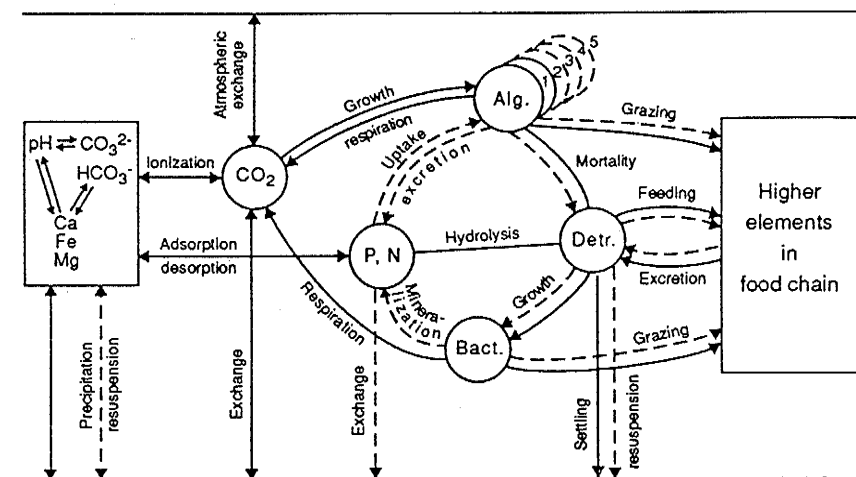 Atmospheric
exchange
Growth
respiration
Alg.
1 2 3 4 5
Grazing
Uptake
excretion
Mortality
pH ⇄ CO₃²⁻
HCO₃⁻
Ca
Fe
Mg
Ionization
CO₂
Feeding
Higher
elements
in
food chain
Adsorption
desorption
P, N
Hydrolysis
Detr.
Excretion
Growth
Minera-
lization
Respiration
Bact.
Grazing
Precipitation
resuspension
Exchange
Exchange
Settling
resuspension